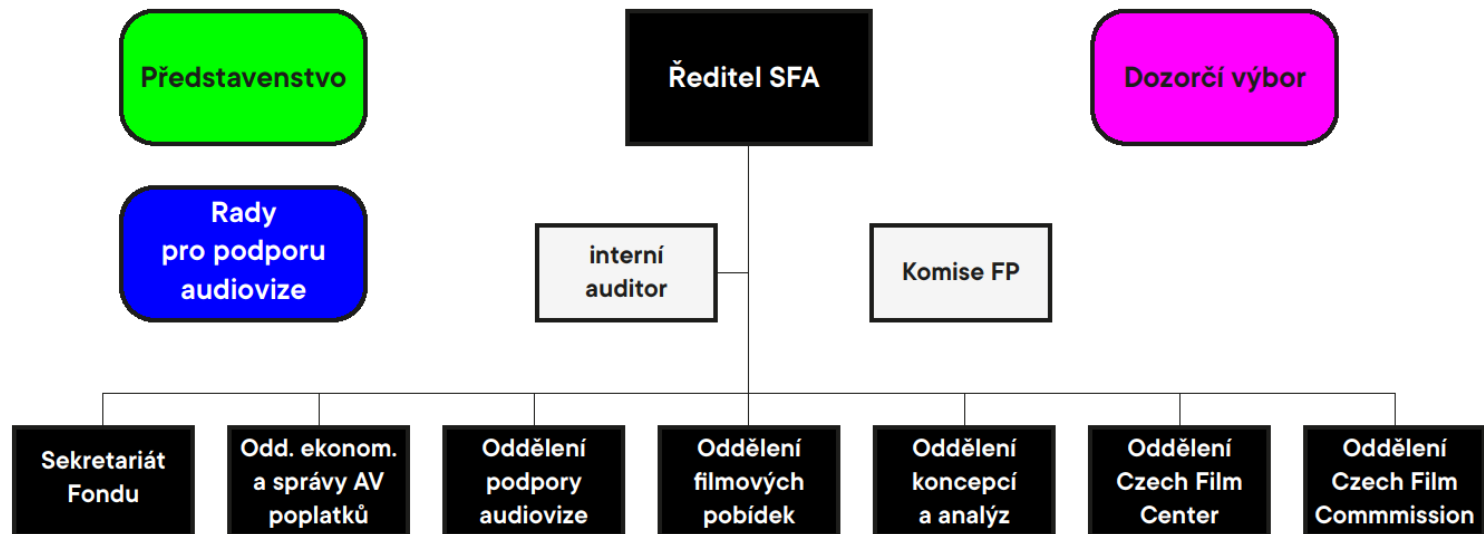 Představenstvo
Ředitel SFA
Dozorčí výbor
Rady
pro podporu
audiovize
interní
auditor
Komise FP
Sekretariát
Fondu
Odd. ekonom.
a správy AV
poplatků
Oddělení
podpory
audiovize
Oddělení
filmových
pobídek
Oddělení
koncepcí
a analýz
Oddělení
Czech Film
Center
Oddělení
Czech Film
Commmission